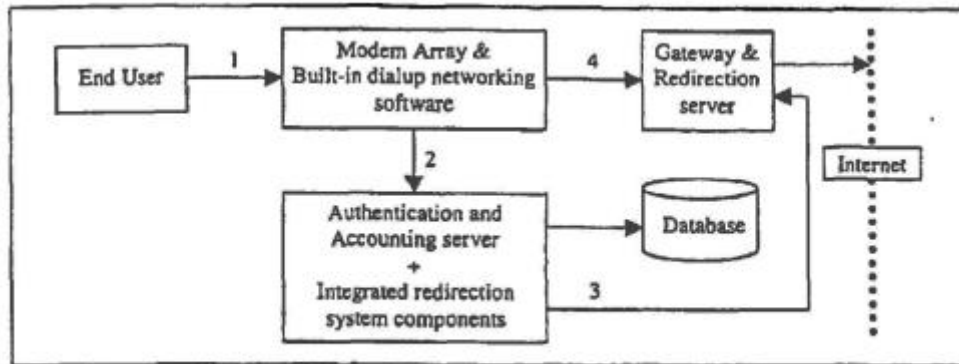 End User
1
Modem Array &
Built-in dialup networking
software
4
Gateway &
Redirection
server
2
Internet
Authentication and
Accounting server
+
Integrated redirection
system components
Database
3